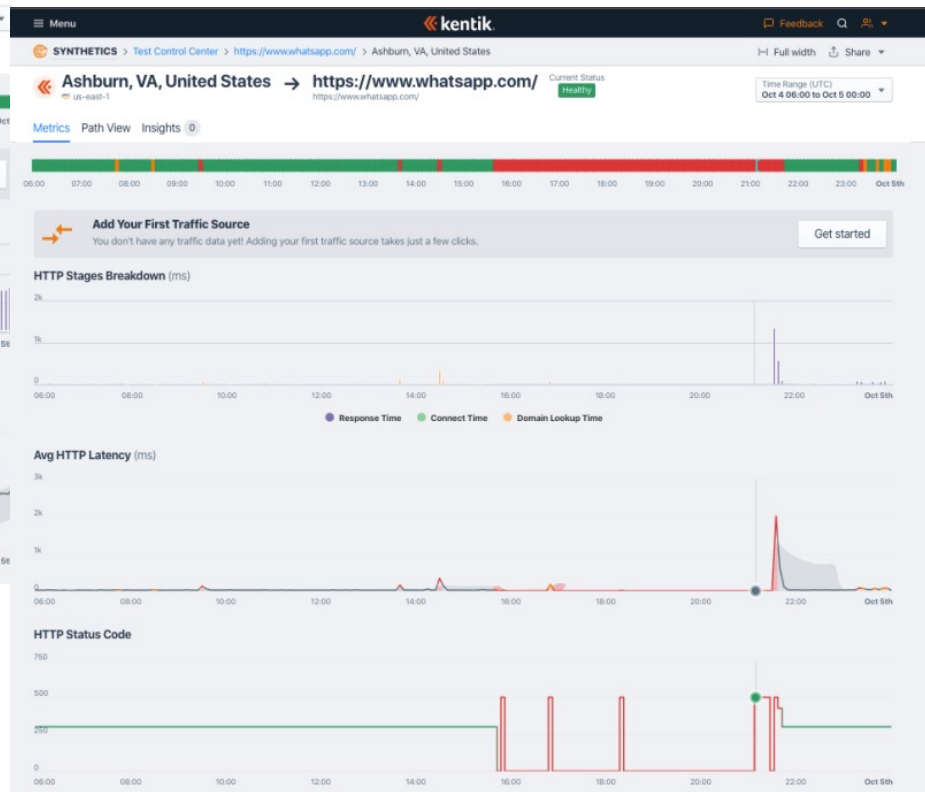 Menu
kentik.
Feedback
SYNTHETICS > Test Control Center > https://www.whatsapp.com/ > Ashburn, VA, United States
Full width
Share
Ashburn, VA, United States → https://www.whatsapp.com/
us-east-1
https://www.whatsapp.com/
Current Status
Healthy
Time Range (UTC)
Oct 4 06:00 to Oct 5 00:00
Metrics Path View Insights 0
06:00 07:00 08:00 09:00 10:00 11:00 12:00 13:00 14:00 15:00 16:00 17:00 18:00 19:00 20:00 21:00 22:00 23:00 Oct 5th
Add Your First Traffic Source
You don't have any traffic data yet! Adding your first traffic source takes just a few clicks.
Get started
HTTP Stages Breakdown (ms)
2k
1k
0
06:00 08:00 10:00 12:00 14:00 16:00 18:00 20:00 22:00 Oct 5th
Response Time Connect Time Domain Lookup Time
Avg HTTP Latency (ms)
3k
2k
1k
0
06:00 08:00 10:00 12:00 14:00 16:00 18:00 20:00 22:00 Oct 5th
HTTP Status Code
750
500
250
0
06:00 08:00 10:00 12:00 14:00 16:00 18:00 20:00 22:00 Oct 5th